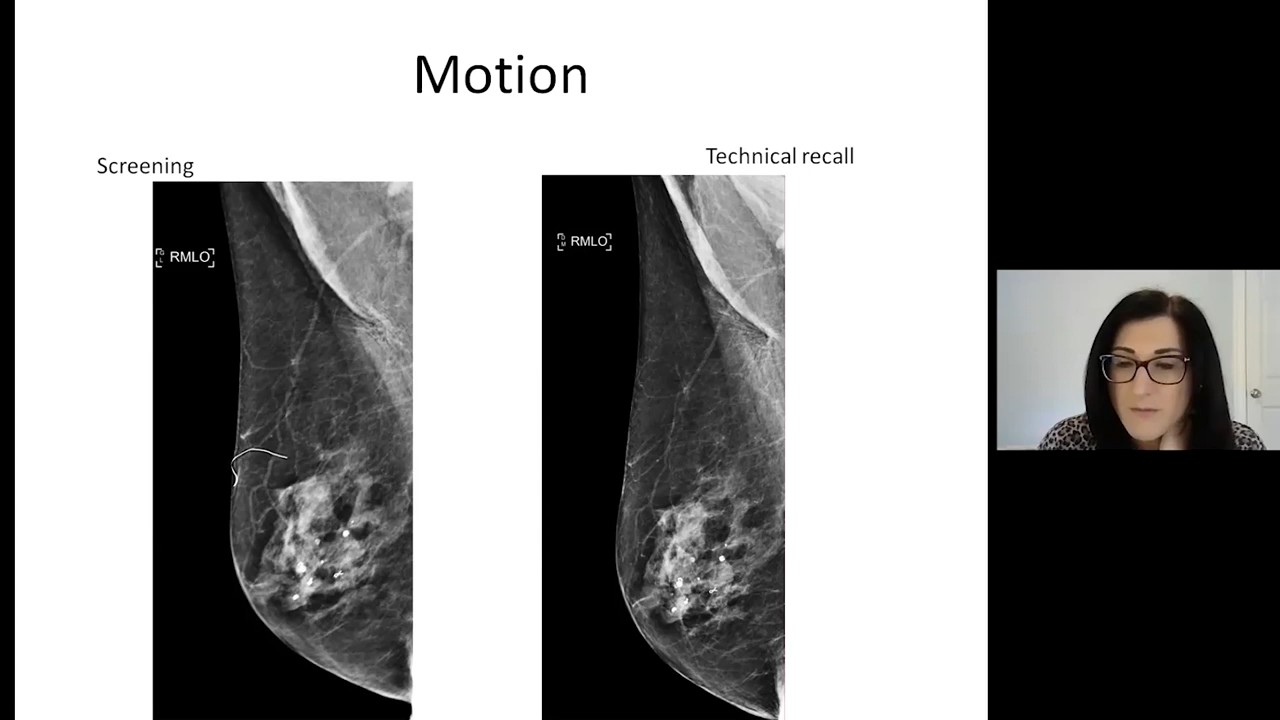 Motion
Screening
Technical recall
RMLO
RMLO